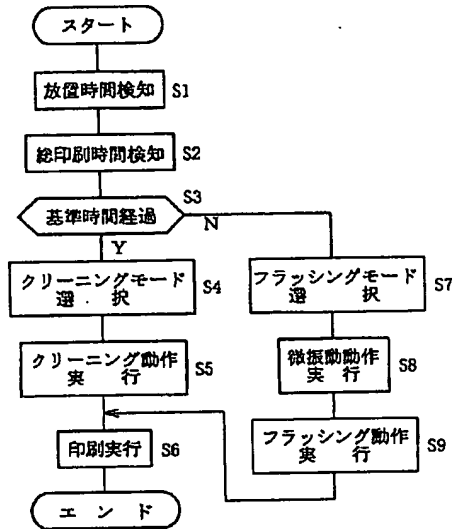 スタート
放置時間検知 S1
総印刷時間検知 S2
S3
基準時間経過
N
Y
クリーニングモード
選択 S4
クリーニング動作
実行 S5
印刷実行 S6
エンド
フラッシングモード
選択 S7
微振動動作
実行 S8
フラッシング動作
実行 S9